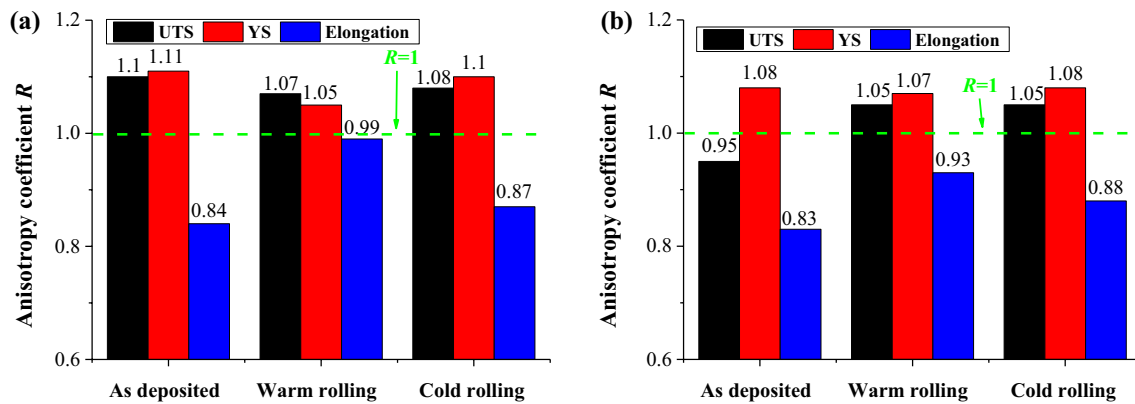 (a)
Anisotropy coefficient R
1.2
1.0
0.8
0.6
UTS YS Elongation
R=1
1.1 1.11 0.84
1.07 1.05 0.99
1.08 1.1 0.87
As deposited Warm rolling Cold rolling
(b)
Anisotropy coefficient R
1.2
1.0
0.8
0.6
UTS YS Elongation
R=1
0.95 1.08 0.83
1.05 1.07 0.93
1.05 1.08 0.88
As deposited Warm rolling Cold rolling